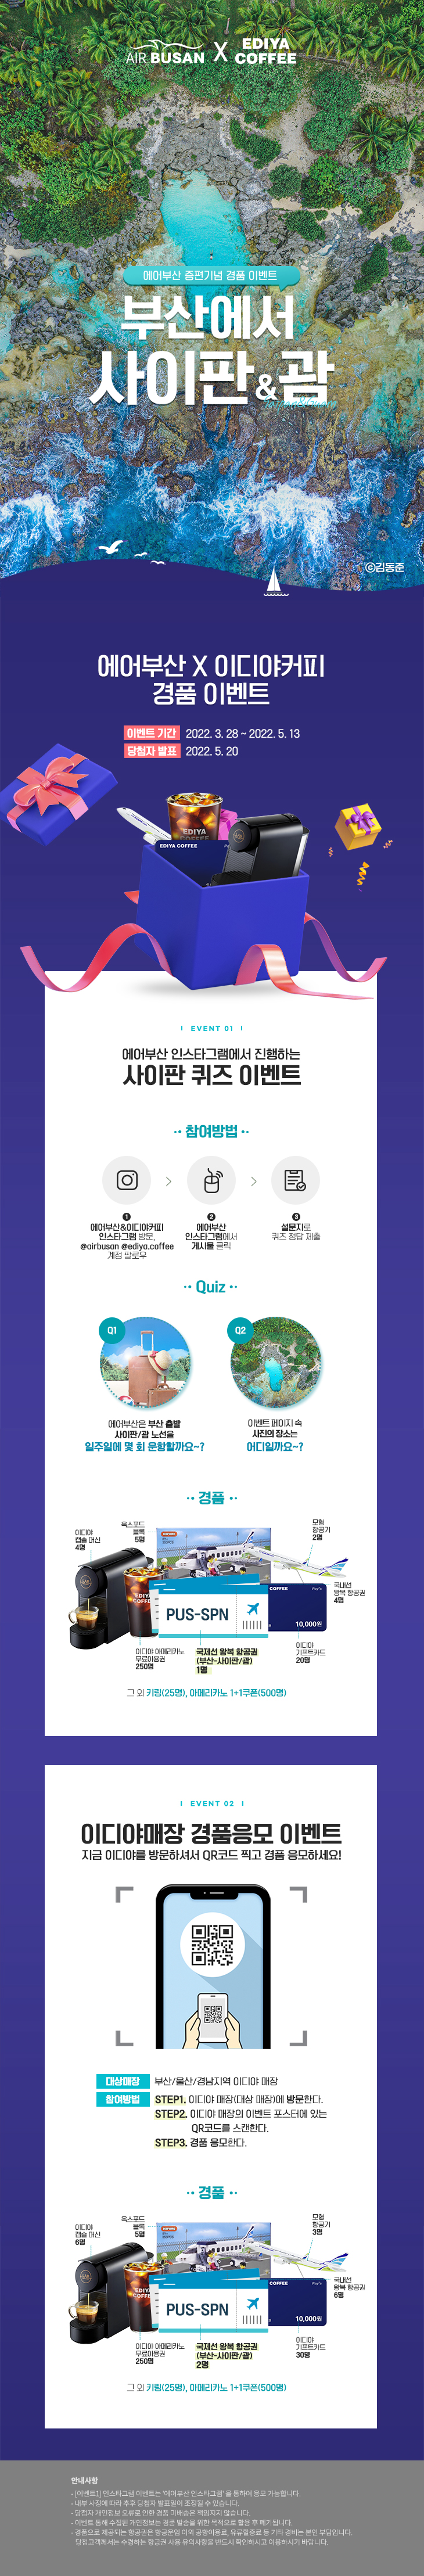 AIR BUSAN X EDIYA COFFEE
에어부산 증편기념 경품 이벤트
부산에서
사이판&괌
©김동준
에어부산 X 이디야커피
경품 이벤트
이벤트 기간 2022. 3. 28 ~ 2022. 5. 13
당첨자 발표 2022. 5. 20
EDIYA
COFFEE
EDIYA COFFEE
EVENT 01
에어부산 인스타그램에서 진행하는
사이판 퀴즈 이벤트
참여방법
1
에어부산&이디야커피
인스타그램 방문,
@airbusan @ediya.coffee
계정 팔로우
2
에어부산
인스타그램에서
게시물 클릭
3
설문지로
퀴즈 정답 제출
Quiz
Q1
에어부산은 부산 출발
사이판/괌 노선을
일주일에 몇 회 운항할까요~?
Q2
이벤트 페이지 속
사진의 장소는
어디일까요~?
경품
이디야
캡슐 머신
4명
옥스포드
블록
5명
모형
항공기
2명
국내선
왕복 항공권
4명
EDIYA
COFFEE
PUS-SPN
COFFEE
10,000원
이디야 아메리카노
무료이용권
250명
국제선 왕복 항공권
(부산-사이판/괌)
1명
이디야
기프트카드
20명
그 외 키링(25명), 아메리카노 1+1쿠폰(500명)
EVENT 02
이디야매장 경품응모 이벤트
지금 이디야를 방문하셔서 QR코드 찍고 경품 응모하세요!
대상매장 부산/울산/경남지역 이디야 매장
참여방법 STEP1. 이디야 매장(대상 매장)에 방문한다.
STEP2. 이디야 매장의 이벤트 포스터에 있는
QR코드를 스캔한다.
STEP3. 경품 응모한다.
경품
이디야
캡슐 머신
6명
옥스포드
블록
5명
모형
항공기
3명
국내선
왕복 항공권
6명
EDIYA
COFFEE
PUS-SPN
COFFEE
10,000원
이디야 아메리카노
무료이용권
250명
국제선 왕복 항공권
(부산-사이판/괌)
2명
이디야
기프트카드
30명
그 외 키링(25명), 아메리카노 1+1쿠폰(500명)
안내사항
- [이벤트1] 인스타그램 이벤트는 '에어부산 인스타그램' 을 통하여 응모 가능합니다.
- 내부 사정에 따라 추후 당첨자 발표일이 조정될 수 있습니다.
- 당첨자 개인정보 오류로 인한 경품 미배송은 책임지지 않습니다.
- 이벤트 통해 수집된 개인정보는 경품 발송을 위한 목적으로 활용 후 폐기됩니다.
- 경품으로 제공되는 항공권은 항공운임 이외 공항이용료, 유류할증료 등 기타 경비는 본인 부담입니다.
당첨고객께서는 수령하는 항공권 사용 유의사항을 반드시 확인하시고 이용하시기 바랍니다.